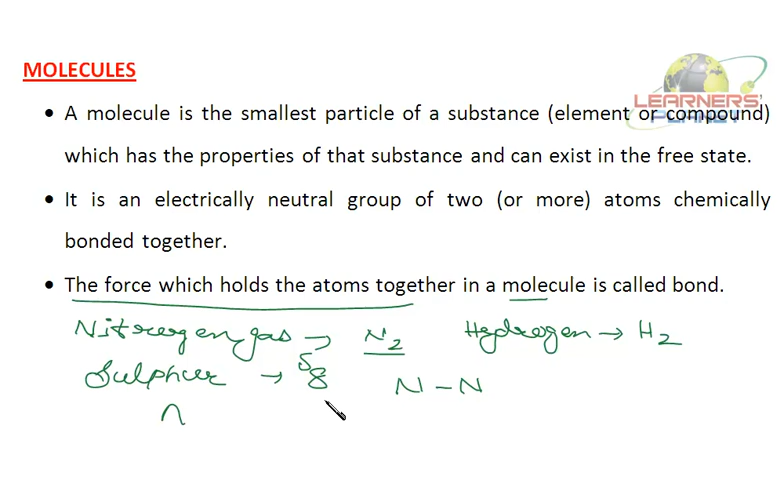 MOLECULES
LEARNERS'
PLANET
• A molecule is the smallest particle of a substance (element or compound)
which has the properties of that substance and can exist in the free state.
• It is an electrically neutral group of two (or more) atoms chemically
bonded together.
• The force which holds the atoms together in a molecule is called bond.
Nitrogen gas → N2 Hydrogen → H2
Sulphur → S8 N – N